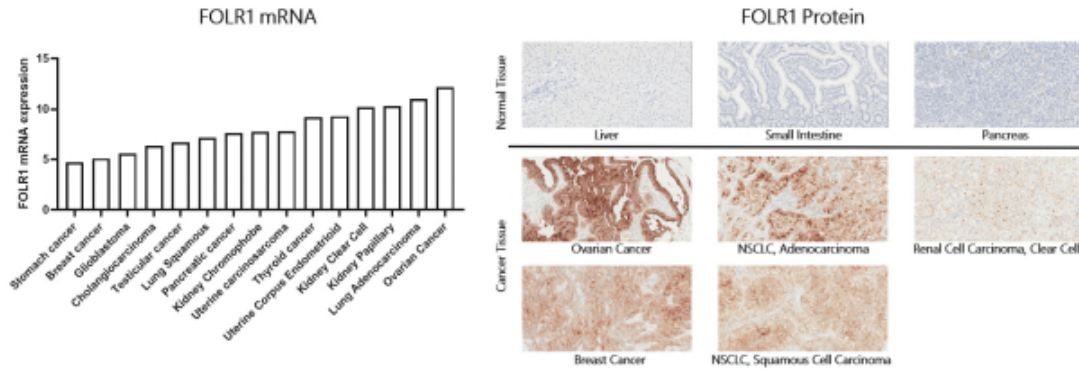 FOLR1 mRNA
FOLR1 mRNA expression
15
10
5
0
Stomach cancer
Breast cancer
Glioblastoma
Cholangiocarcinoma
Testicular cancer
Lung Squamous
Pancreatic cancer
Kidney Chromophobe
Uterine carcinosarcoma
Thyroid cancer
Uterine Corpus Endometrioid
Kidney Clear Cell
Kidney Papillary
Lung Adenocarcinoma
Ovarian Cancer
FOLR1 Protein
Normal Tissue
Liver
Small Intestine
Pancreas
Cancer Tissue
Ovarian Cancer
NSCLC, Adenocarcinoma
Renal Cell Carcinoma, Clear Cell
Breast Cancer
NSCLC, Squamous Cell Carcinoma